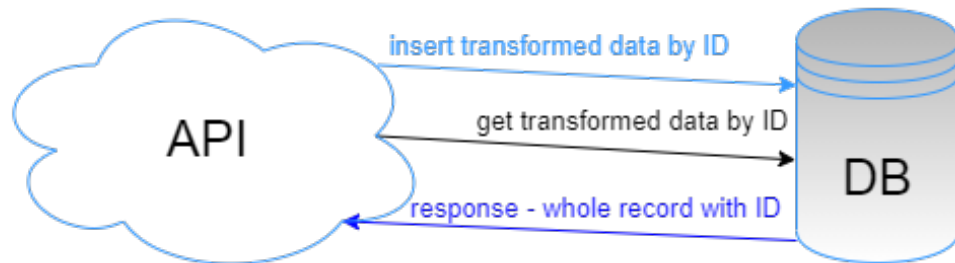 insert transformed data by ID
get transformed data by ID
API
DB
response - whole record with ID